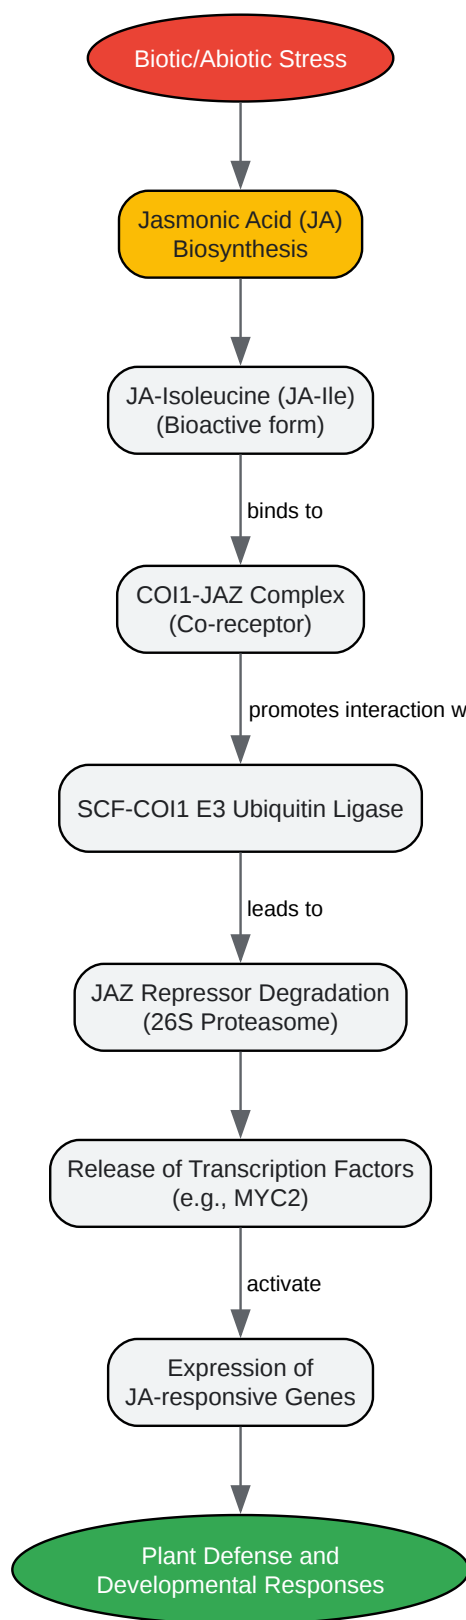 Biotic/Abiotic Stress
Jasmonic Acid (JA)
Biosynthesis
JA-Isoleucine (JA-Ile)
(Bioactive form)
binds to
COI1-JAZ Complex
(Co-receptor)
promotes interaction w
SCF-COI1 E3 Ubiquitin Ligase
leads to
JAZ Repressor Degradation
(26S Proteasome)
Release of Transcription Factors
(e.g., MYC2)
activate
Expression of
JA-responsive Genes
Plant Defense and
Developmental Responses